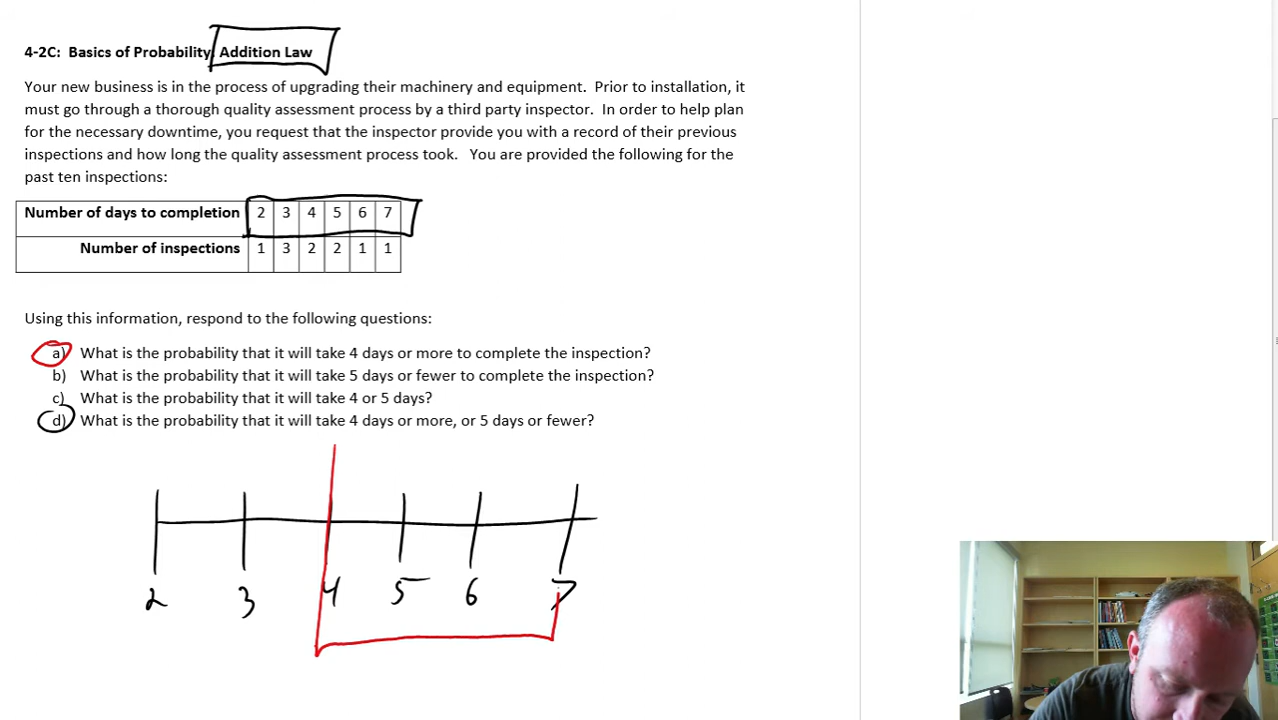 4-2C: Basics of Probability Addition Law
Your new business is in the process of upgrading their machinery and equipment. Prior to installation, it
must go through a thorough quality assessment process by a third party inspector. In order to help plan
for the necessary downtime, you request that the inspector provide you with a record of their previous
inspections and how long the quality assessment process took. You are provided the following for the
past ten inspections:
Number of days to completion 2 3 4 5 6 7
Number of inspections 1 3 2 2 1 1
Using this information, respond to the following questions:
a) What is the probability that it will take 4 days or more to complete the inspection?
b) What is the probability that it will take 5 days or fewer to complete the inspection?
c) What is the probability that it will take 4 or 5 days?
d) What is the probability that it will take 4 days or more, or 5 days or fewer?
2 3 4 5 6 7